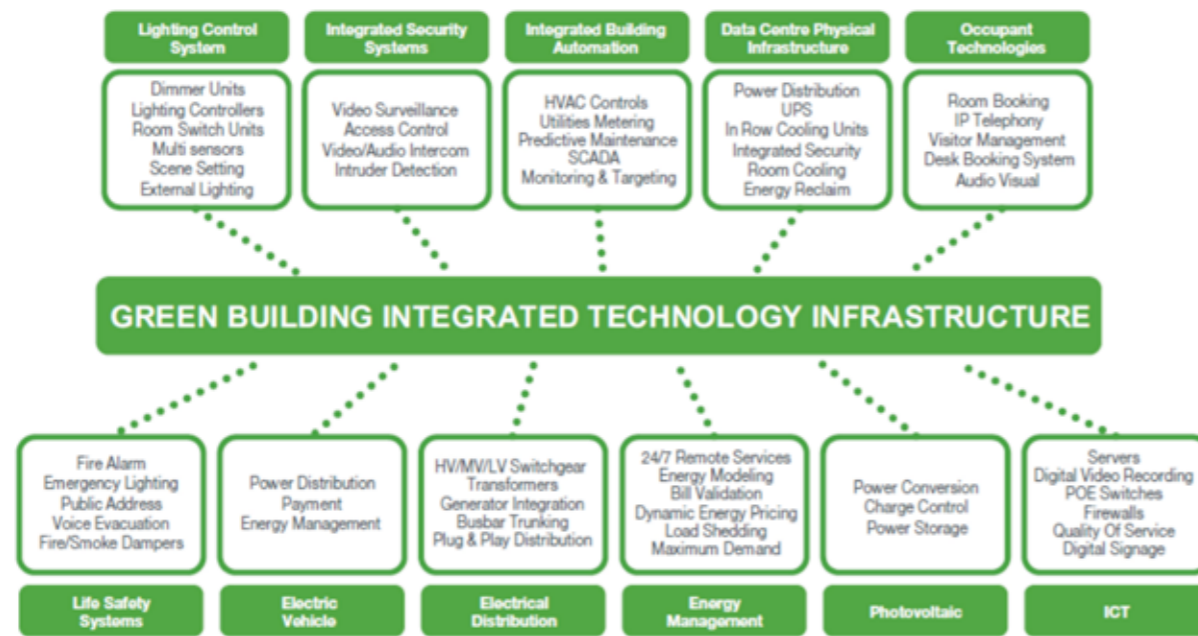 Lighting Control
System
Dimmer Units
Lighting Controllers
Room Switch Units
Multi sensors
Scene Setting
External Lighting
Integrated Security
Systems
Video Surveillance
Access Control
Video/Audio Intercom
Intruder Detection
Integrated Building
Automation
HVAC Controls
Utilities Metering
Predictive Maintenance
SCADA
Monitoring & Targeting
Data Centre Physical
Infrastructure
Power Distribution
UPS
In Row Cooling Units
Integrated Security
Room Cooling
Energy Reclaim
Occupant
Technologies
Room Booking
IP Telephony
Visitor Management
Desk Booking System
Audio Visual
GREEN BUILDING INTEGRATED TECHNOLOGY INFRASTRUCTURE
Fire Alarm
Emergency Lighting
Public Address
Voice Evacuation
Fire/Smoke Dampers
Life Safety
Systems
Power Distribution
Payment
Energy Management
Electric
Vehicle
HV/MV/LV Switchgear
Transformers
Generator Integration
Busbar Trunking
Plug & Play Distribution
Electrical
Distribution
24/7 Remote Services
Energy Modeling
Bill Validation
Dynamic Energy Pricing
Load Shedding
Maximum Demand
Energy
Management
Power Conversion
Charge Control
Power Storage
Photovoltaic
Servers
Digital Video Recording
POE Switches
Firewalls
Quality Of Service
Digital Signage
ICT